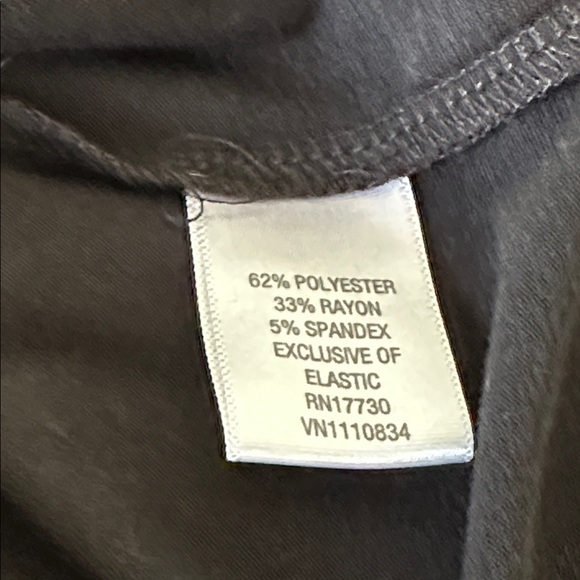 62% POLYESTER
33% RAYON
5% SPANDEX
EXCLUSIVE OF
ELASTIC
RN17730
VN1110834